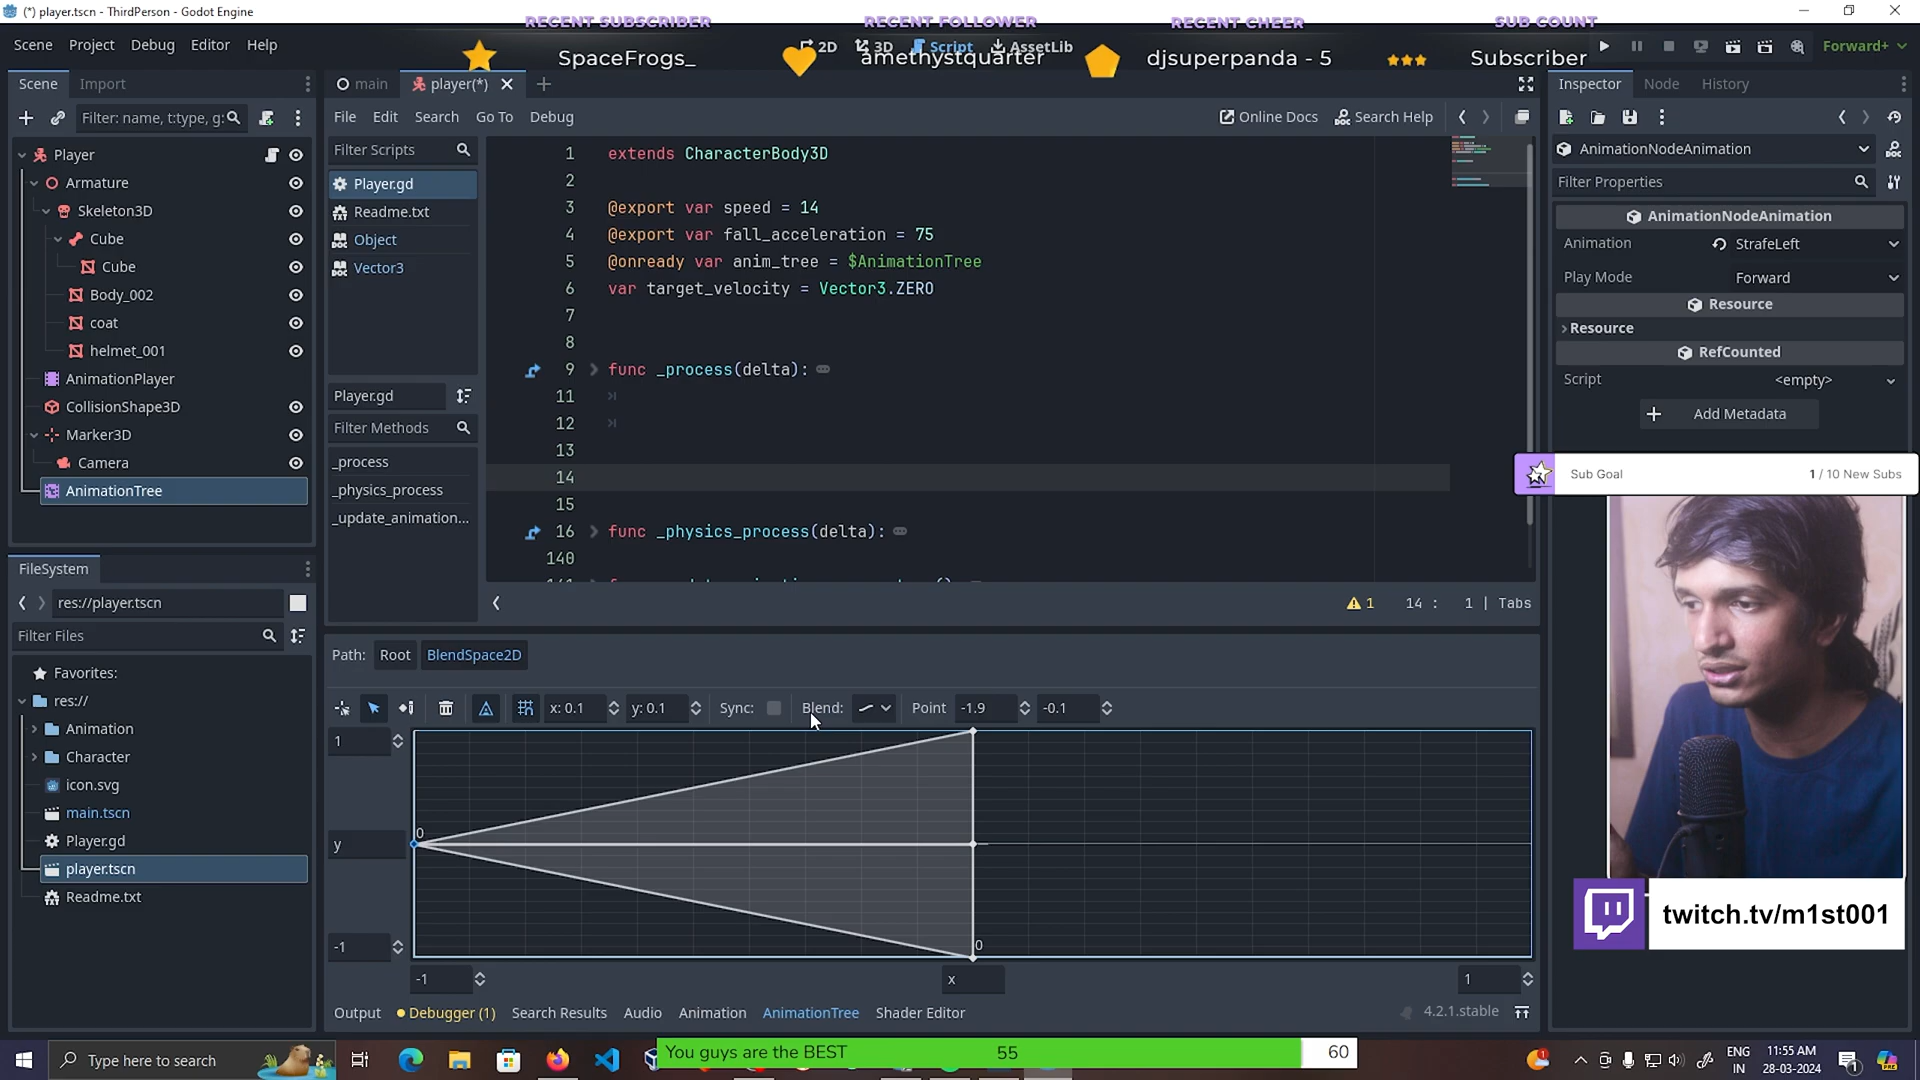 (*) player.tscn - ThirdPerson - Godot Engine
RECENT SUBSCRIBER
RECENT FOLLOWER
RECENT CHEER
SUB COUNT
Scene Project Debug Editor Help
2D 3D Script AssetLib
Forward+
SpaceFrogs_
amethystquarter
djsuperpanda - 5
Subscriber
Scene Import
main player(*)
Inspector Node History
Filter: name, t:type, g:
File Edit Search Go To Debug
Online Docs Search Help
Player
Armature
Skeleton3D
Cube
Cube
Body_002
coat
helmet_001
AnimationPlayer
CollisionShape3D
Marker3D
Camera
AnimationTree
Filter Scripts
Player.gd
Readme.txt
Object
Vector3
Player.gd
Filter Methods
_process
_physics_process
_update_animation...
1 extends CharacterBody3D
2
3 @export var speed = 14
4 @export var fall_acceleration = 75
5 @onready var anim_tree = $AnimationTree
6 var target_velocity = Vector3.ZERO
7
8
9 func _process(delta):
11
12
13
14
15
16 func _physics_process(delta):
140
14 : 1 | Tabs
1
AnimationNodeAnimation
Filter Properties
AnimationNodeAnimation
Animation StrafeLeft
Play Mode Forward
Resource
Resource
RefCounted
Script <empty>
Add Metadata
Sub Goal 1 / 10 New Subs
twitch.tv/m1st001
FileSystem
res://player.tscn
Filter Files
Favorites:
res://
Animation
Character
icon.svg
main.tscn
Player.gd
player.tscn
Readme.txt
Path: Root BlendSpace2D
x: 0.1 y: 0.1 Sync: Blend: Point -1.9 -0.1
1
0
y
0
-1
-1 x 1
Output Debugger (1) Search Results Audio Animation AnimationTree Shader Editor
4.2.1.stable
Type here to search
You guys are the BEST 55 60
ENG
IN
11:55 AM
28-03-2024